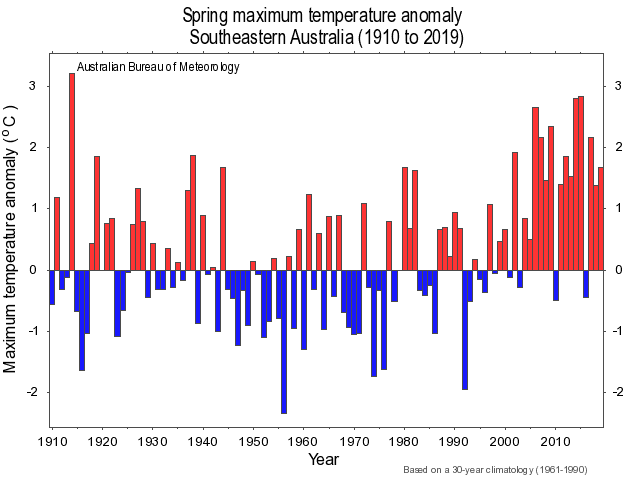 Spring maximum temperature anomaly
Southeastern Australia (1910 to 2019)
Australian Bureau of Meteorology
Maximum temperature anomaly (°C)
3 3
2 2
1 1
0 0
-1 -1
-2 -2
1910 1920 1930 1940 1950 1960 1970 1980 1990 2000 2010
Year
Based on a 30-year climatology (1961-1990)